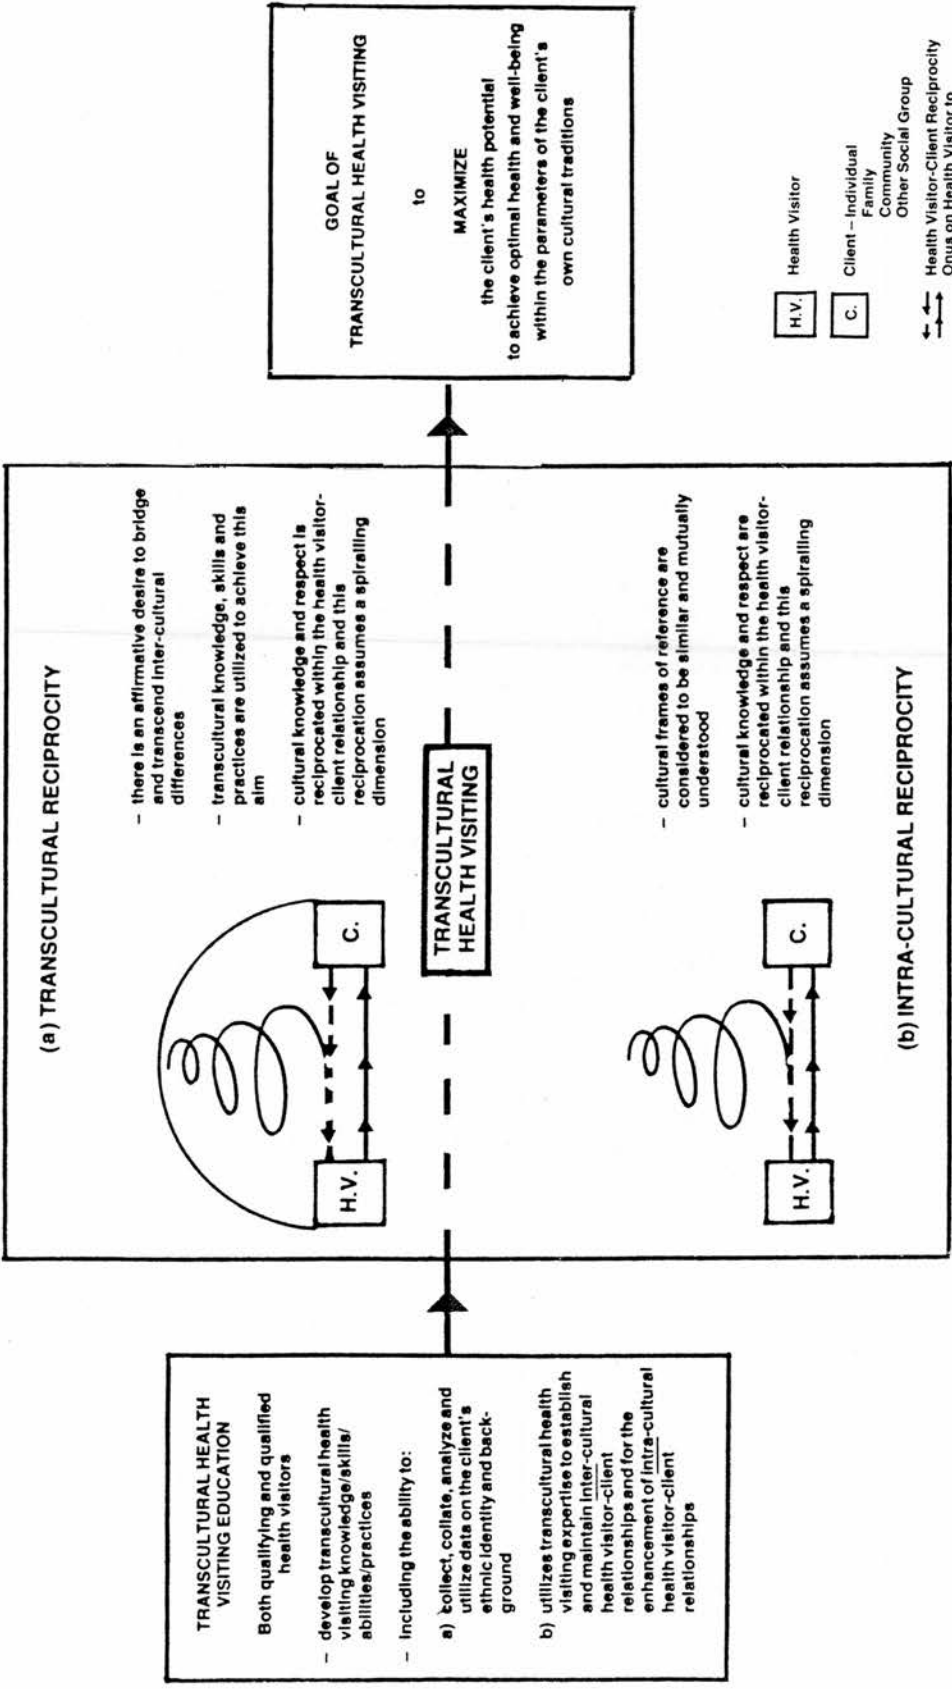 TRANSCULTURAL HEALTH
VISITING EDUCATION
Both qualifying and qualified
health visitors
– develop transcultural health
visiting knowledge/skills/
abilities/practices
– Including the ability to:
a) collect, collate, analyze and
utilize data on the client's
ethnic identity and back-
ground
b) utilizes transcultural health
visiting expertise to establish
and maintain inter-cultural
health visitor-client
relationships and for the
enhancement of intra-cultural
health visitor-client
relationships
(a) TRANSCULTURAL RECIPROCITY
H.V.
C.
– there is an affirmative desire to bridge
and transcend inter-cultural
differences
– transcultural knowledge, skills and
practices are utilized to achieve this
aim
– cultural knowledge and respect is
reciprocated within the health visitor-
client relationship and this
reciprocation assumes a spiralling
dimension
TRANSCULTURAL
HEALTH VISITING
H.V.
C.
– cultural frames of reference are
considered to be similar and mutually
understood
– cultural knowledge and respect are
reciprocated within the health visitor-
client relationship and this
reciprocation assumes a spiralling
dimension
(b) INTRA-CULTURAL RECIPROCITY
GOAL OF
TRANSCULTURAL HEALTH VISITING
to
MAXIMIZE
the client's health potential
to achieve optimal health and well-being
within the parameters of the client's
own cultural traditions
H.V. Health Visitor
C. Client – Individual
Family
Community
Other Social Group
Health Visitor-Client Reciprocity
Onus on Health Visitor to